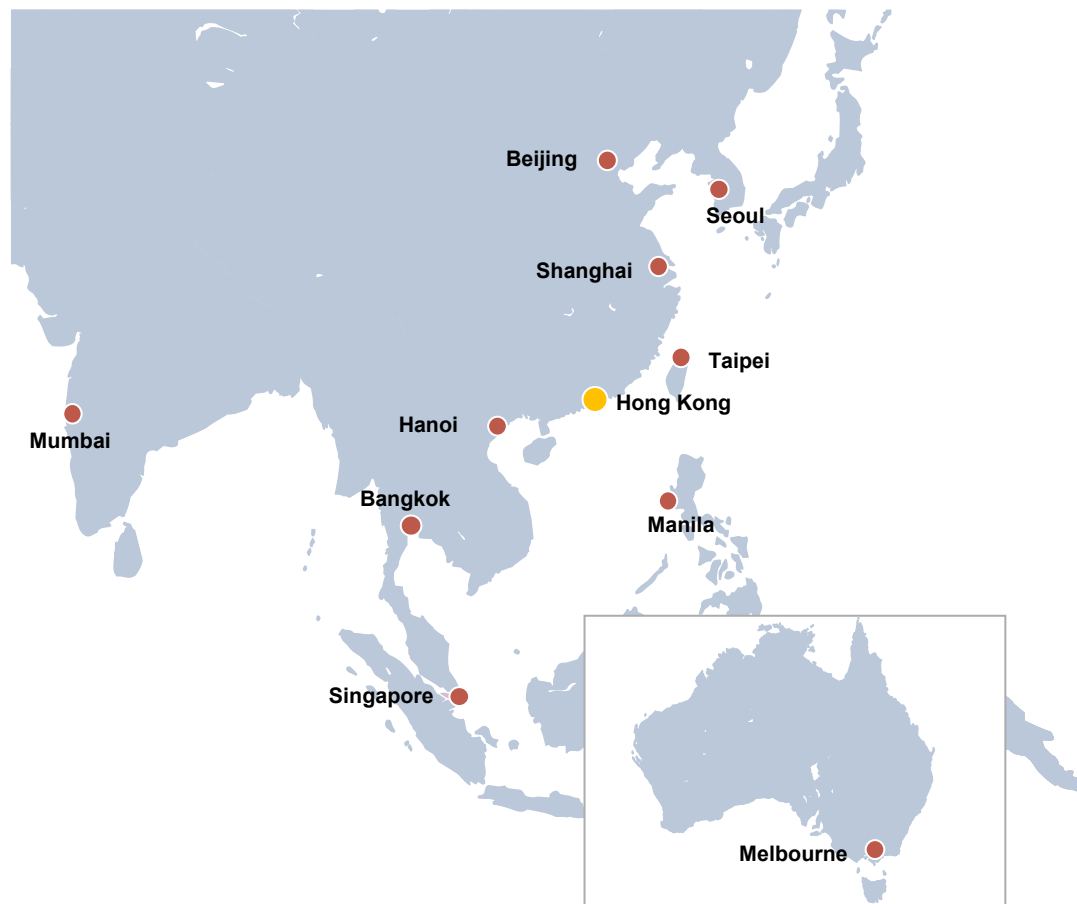 Beijing
Seoul
Shanghai
Taipei
Hong Kong
Hanoi
Mumbai
Bangkok
Manila
Singapore
Melbourne